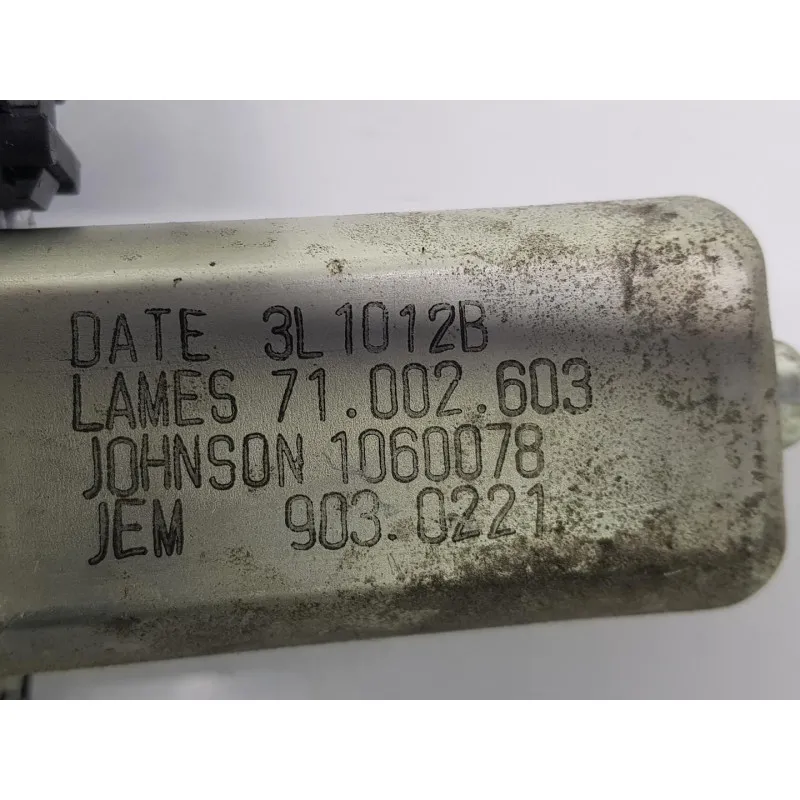 DATE 3L1012B
LAMES 71.002.603
JOHNSON 1060078
JEM 903.0221